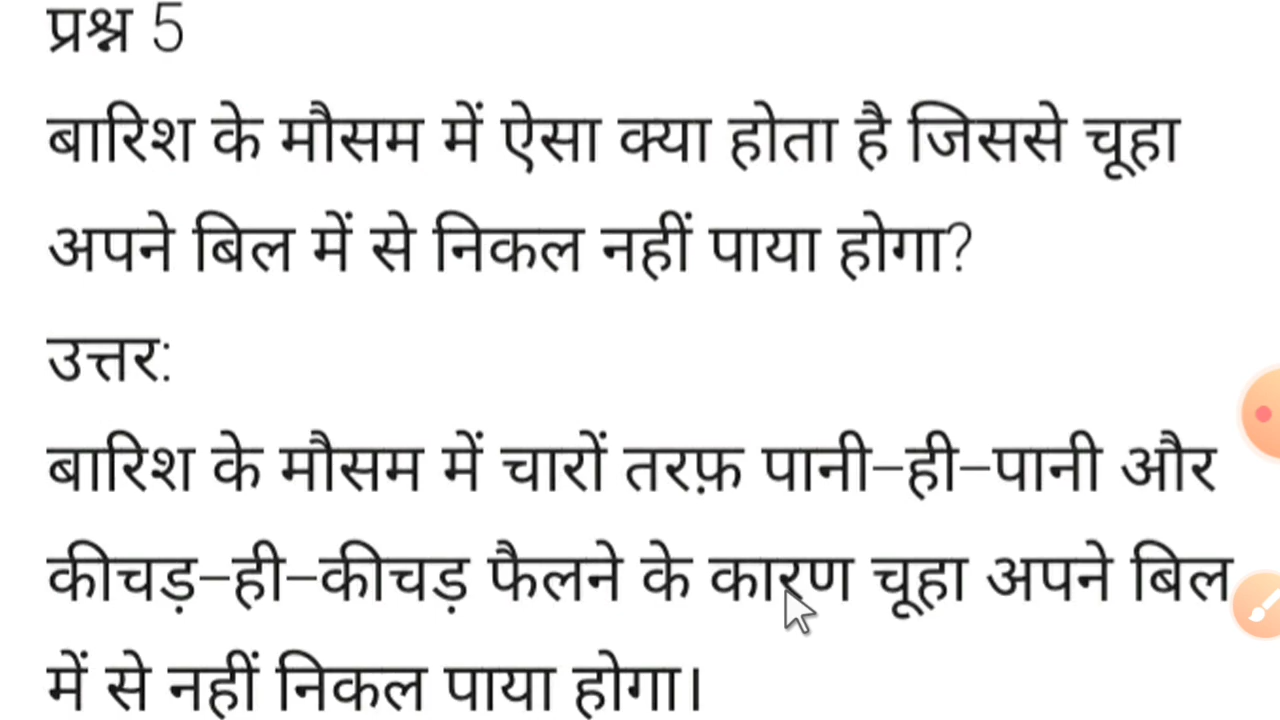 प्रश्न 5
बारिश के मौसम में ऐसा क्या होता है जिससे चूहा
अपने बिल में से निकल नहीं पाया होगा?
उत्तर:
बारिश के मौसम में चारों तरफ़ पानी-ही-पानी और
कीचड़-ही-कीचड़ फैलने के कारण चूहा अपने बिल
में से नहीं निकल पाया होगा।